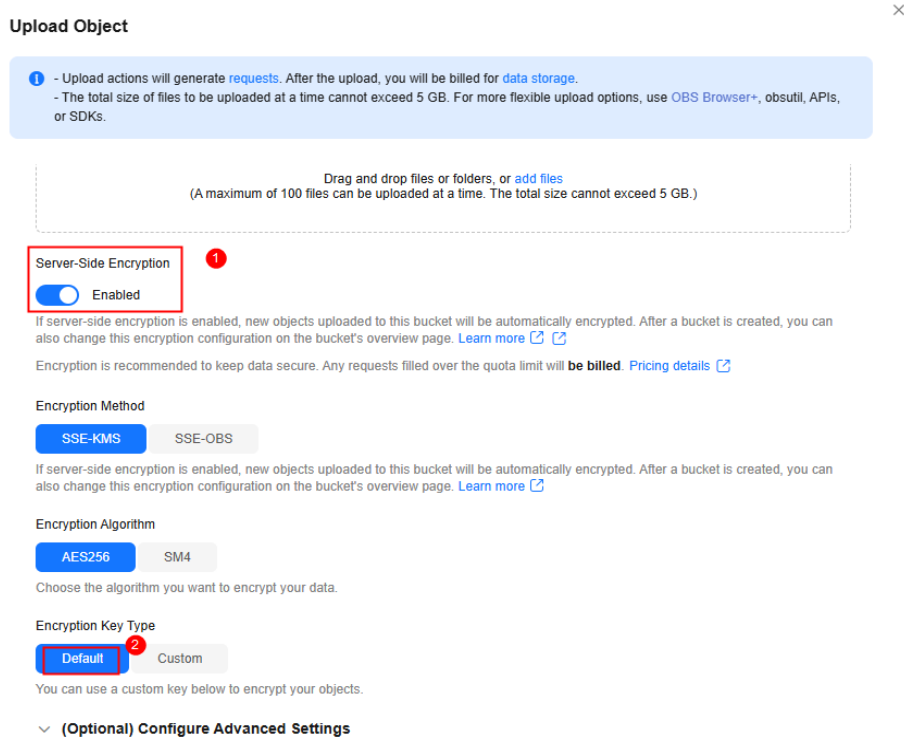 Upload Object
- Upload actions will generate requests. After the upload, you will be billed for data storage.
- The total size of files to be uploaded at a time cannot exceed 5 GB. For more flexible upload options, use OBS Browser+, obsutil, APIs,
or SDKs.
Drag and drop files or folders, or add files
(A maximum of 100 files can be uploaded at a time. The total size cannot exceed 5 GB.)
Server-Side Encryption
1
Enabled
If server-side encryption is enabled, new objects uploaded to this bucket will be automatically encrypted. After a bucket is created, you can
also change this encryption configuration on the bucket's overview page. Learn more
Encryption is recommended to keep data secure. Any requests filled over the quota limit will be billed. Pricing details
Encryption Method
SSE-KMS SSE-OBS
If server-side encryption is enabled, new objects uploaded to this bucket will be automatically encrypted. After a bucket is created, you can
also change this encryption configuration on the bucket's overview page. Learn more
Encryption Algorithm
AES256 SM4
Choose the algorithm you want to encrypt your data.
Encryption Key Type
2
Default Custom
You can use a custom key below to encrypt your objects.
(Optional) Configure Advanced Settings